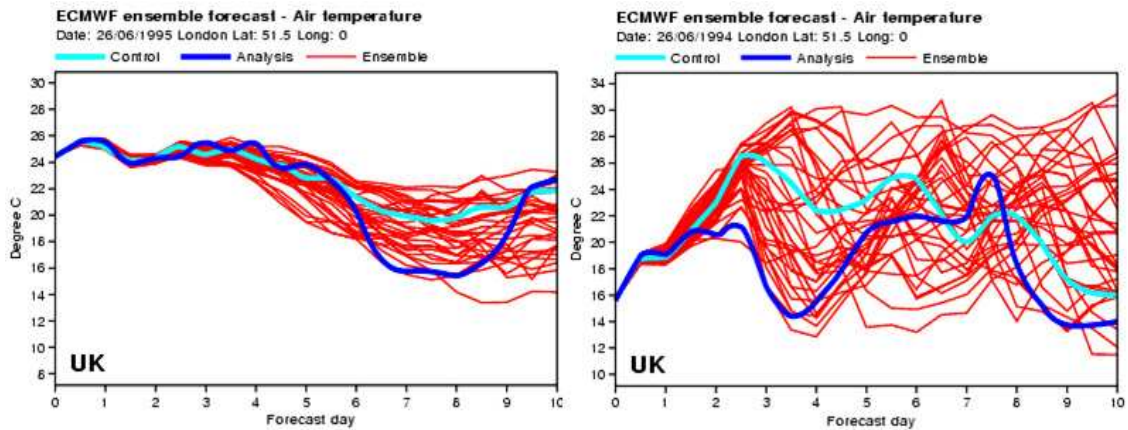 ECMWF ensemble forecast - Air temperature
Date: 26/06/1995 London Lat: 51.5 Long: 0
Control Analysis Ensemble
30
28
26
24
22
20
18
16
14
12
10
8
Degree C
UK
0 1 2 3 4 5 6 7 8 9 10
Forecast day
ECMWF ensemble forecast - Air temperature
Date: 26/06/1994 London Lat: 51.5 Long: 0
Control Analysis Ensemble
34
32
30
28
26
24
22
20
18
16
14
12
10
Degree C
UK
0 1 2 3 4 5 6 7 8 9 10
Forecast day